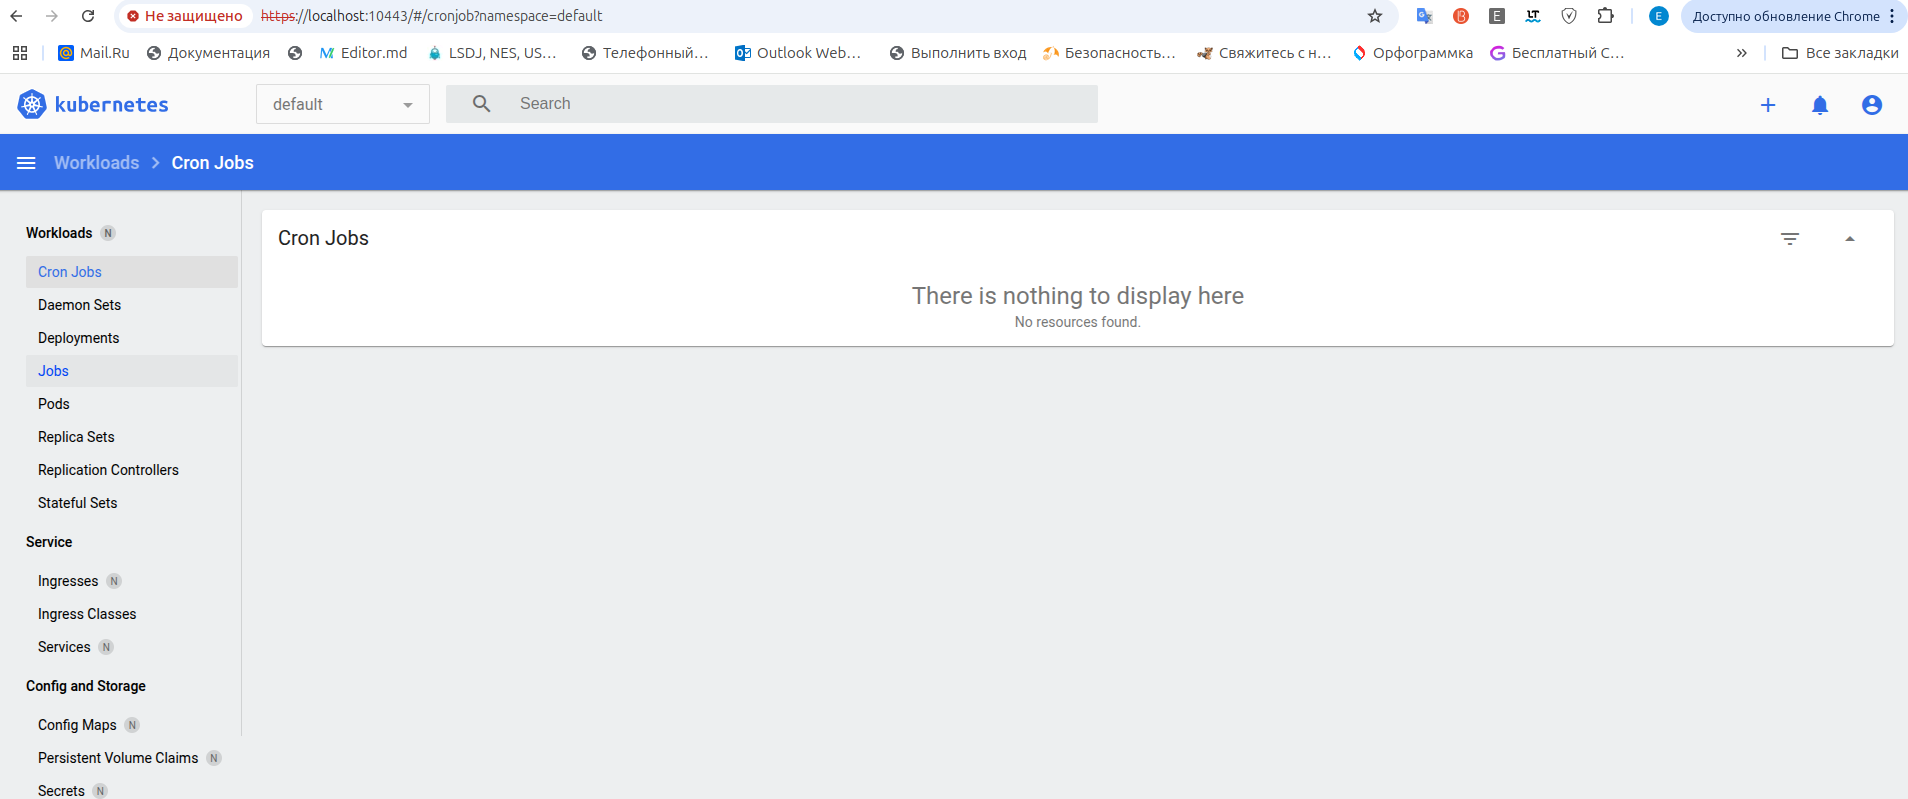 Не защищено https://localhost:10443/#/cronjob?namespace=default E LT E Доступно обновление Chrome
Mail.Ru Документация Editor.md LSDJ, NES, US... Телефонный... Outlook Web... Выполнить вход Безопасность... Свяжитесь с н... Орфограммка Бесплатный С... » Все закладки
kubernetes default Search
Workloads > Cron Jobs
Workloads N
Cron Jobs
Daemon Sets
Deployments
Jobs
Pods
Replica Sets
Replication Controllers
Stateful Sets
Service
Ingresses N
Ingress Classes
Services N
Config and Storage
Config Maps N
Persistent Volume Claims N
Secrets N
Cron Jobs
There is nothing to display here
No resources found.